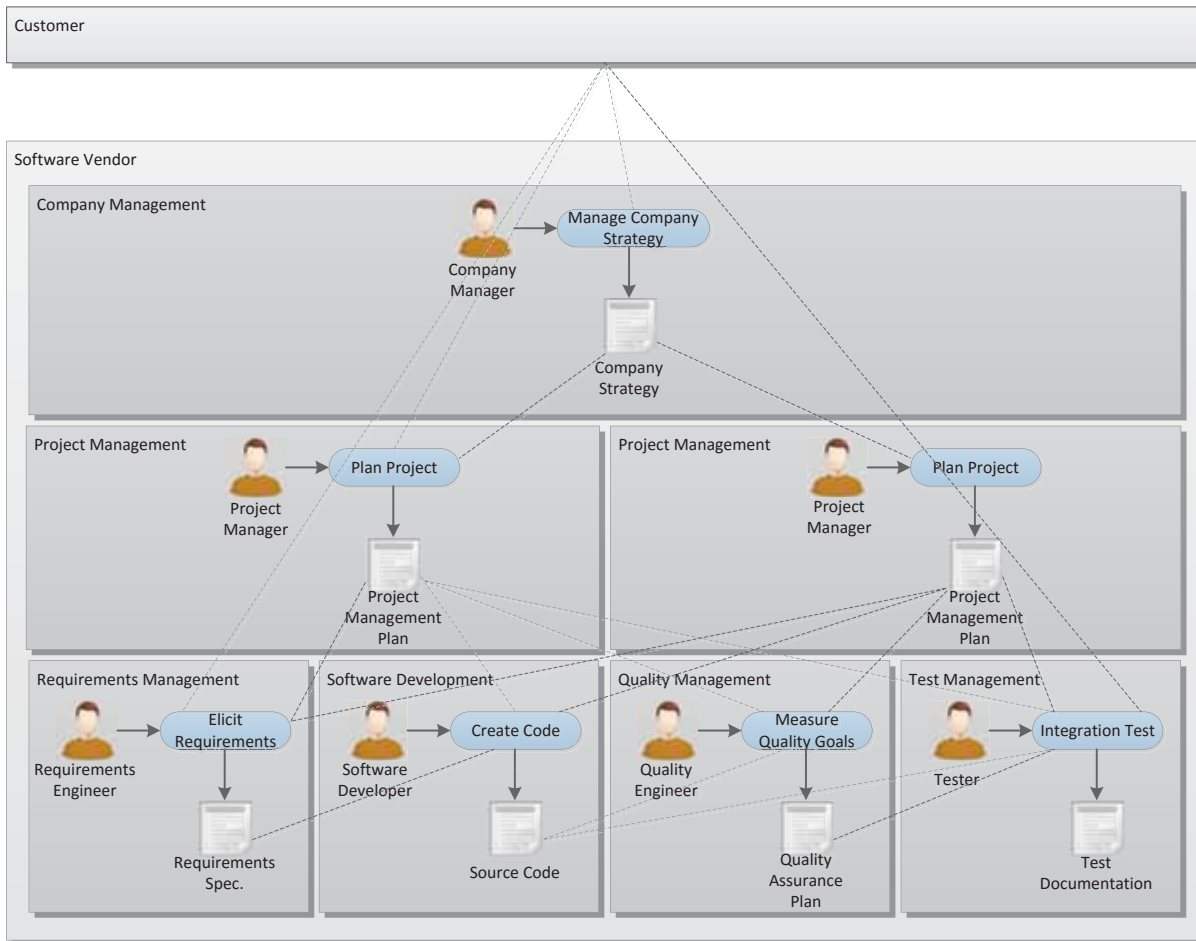 Customer
Software Vendor
Company Management
Manage Company
Strategy
Company
Manager
Company
Strategy
Project Management
Plan Project
Project
Manager
Project
Management
Plan
Project Management
Plan Project
Project
Manager
Project
Management
Plan
Requirements Management
Elicit
Requirements
Requirements
Engineer
Requirements
Spec.
Software Development
Create Code
Software
Developer
Source Code
Quality Management
Measure
Quality Goals
Quality
Engineer
Quality
Assurance
Plan
Test Management
Integration Test
Tester
Test
Documentation